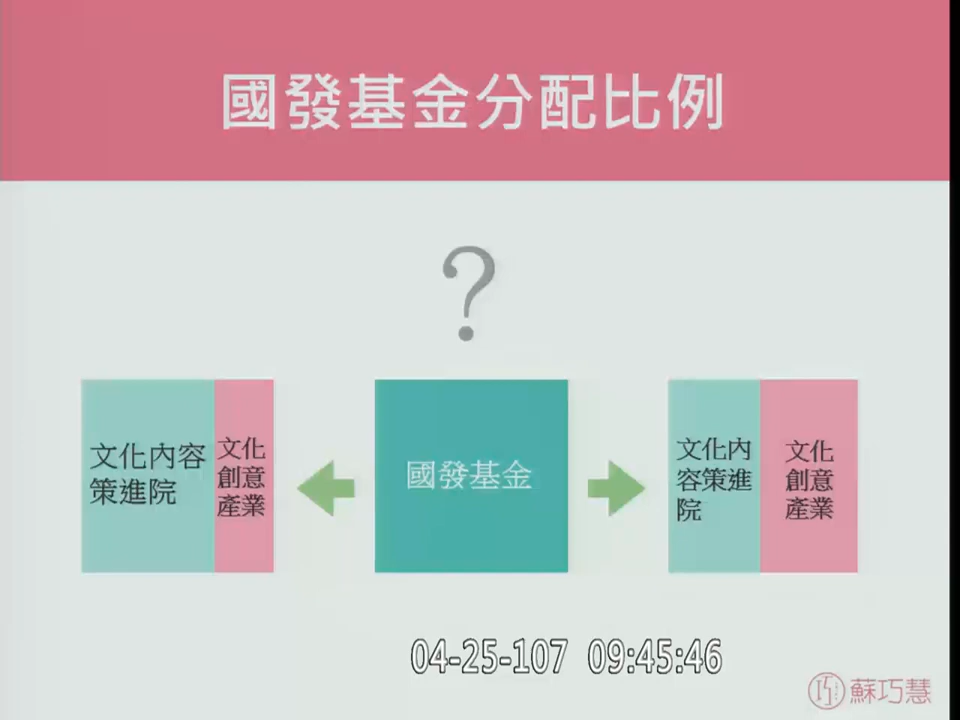 國發基金分配比例
?
文化內容
策進院
文化
創意
產業
國發基金
文化內
容策進
院
文化
創意
產業
04-25-107 09:45:46
巧 蘇巧慧